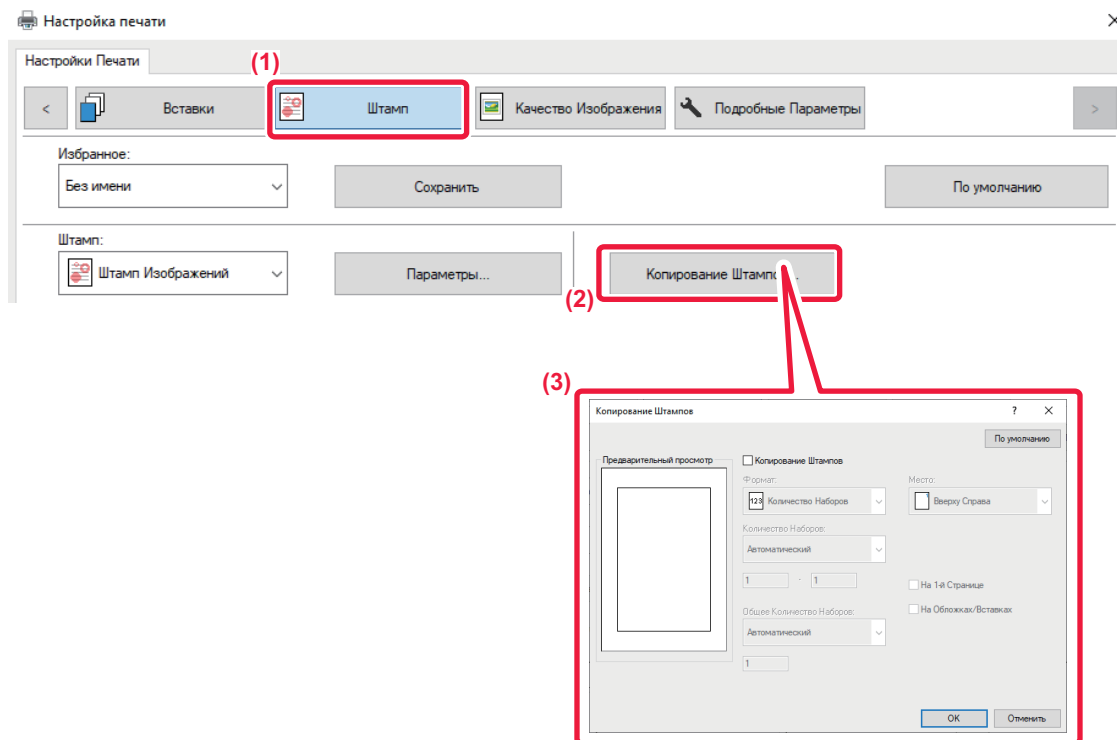 Настройка печати
Настройки Печати
(1)
< Вставки Штамп Качество Изображения Подробные Параметры >
Избранное:
Без имени Сохранить По умолчанию
Штамп:
Штамп Изображений Параметры... Копирование
(2)
(3)
Копирование Штампов ? ×
По умолчанию
Предварительный просмотр Копирование Штампов
Формат: Место:
123 Количество Наборов 1 Вверху Справа
Количество Наборов:
Автоматический
1 - 1 На 1-й Странице
На Обложках/Вставках
Общее Количество Наборов:
Автоматический
1
OK Отменить